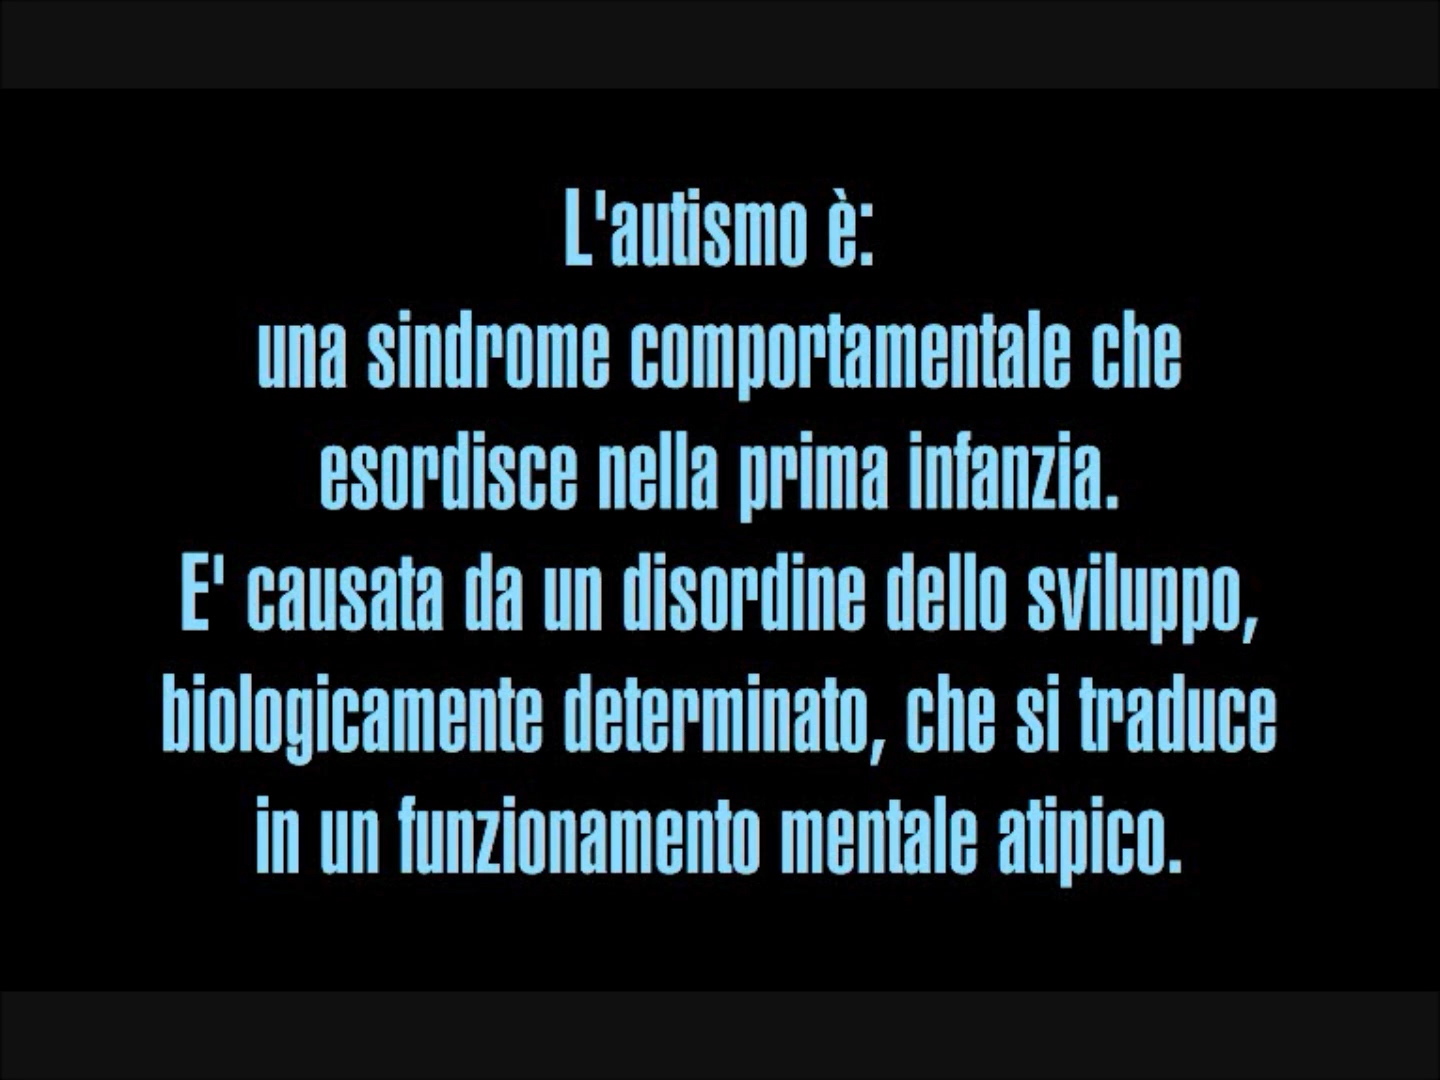 L'autismo è:
una sindrome comportamentale che
esordisce nella prima infanzia.
E' causata da un disordine dello sviluppo,
biologicamente determinato, che si traduce
in un funzionamento mentale atipico.